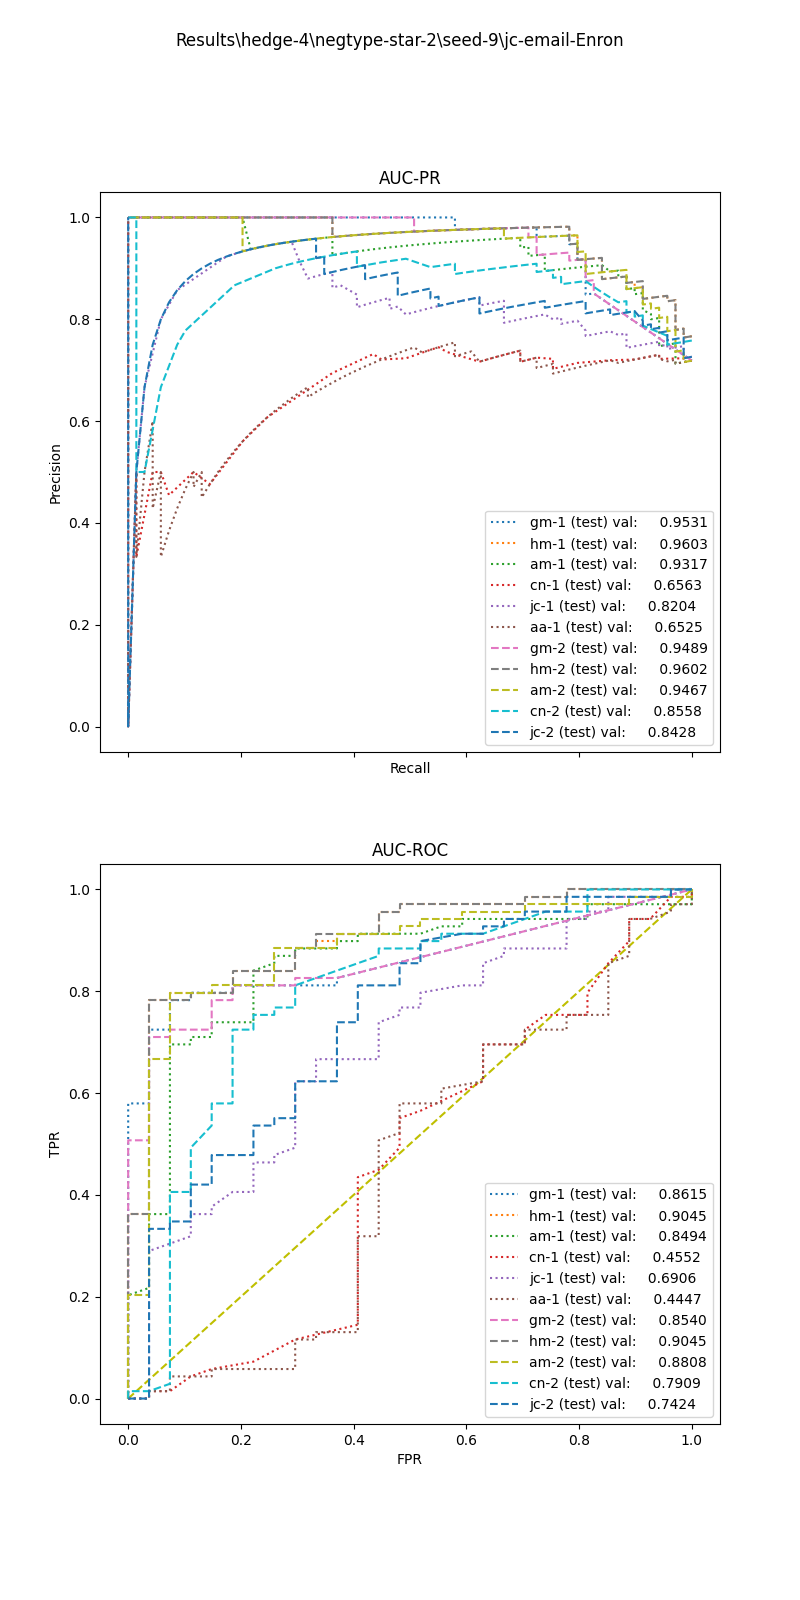 Results\hedge-4\negtype-star-2\seed-9\jc-email-Enron
AUC-PR
1.0
0.8
0.6
0.4
0.2
0.0
Precision
Recall
gm-1 (test) val: 0.9531
hm-1 (test) val: 0.9603
am-1 (test) val: 0.9317
cn-1 (test) val: 0.6563
jc-1 (test) val: 0.8204
aa-1 (test) val: 0.6525
gm-2 (test) val: 0.9489
hm-2 (test) val: 0.9602
am-2 (test) val: 0.9467
cn-2 (test) val: 0.8558
jc-2 (test) val: 0.8428
AUC-ROC
1.0
0.8
0.6
0.4
0.2
0.0
TPR
gm-1 (test) val: 0.8615
hm-1 (test) val: 0.9045
am-1 (test) val: 0.8494
cn-1 (test) val: 0.4552
jc-1 (test) val: 0.6906
aa-1 (test) val: 0.4447
gm-2 (test) val: 0.8540
hm-2 (test) val: 0.9045
am-2 (test) val: 0.8808
cn-2 (test) val: 0.7909
jc-2 (test) val: 0.7424
0.0 0.2 0.4 0.6 0.8 1.0
FPR